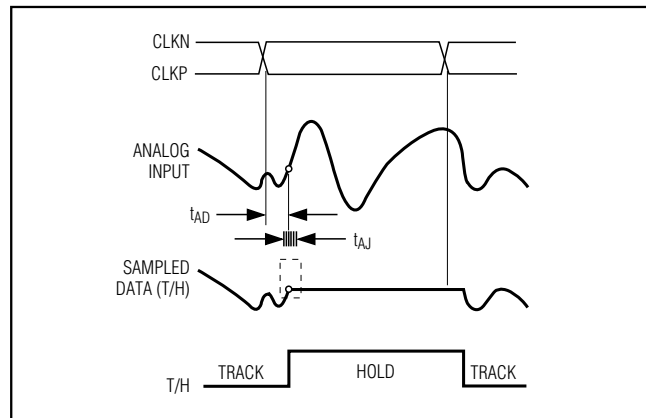 CLKN
CLKP
ANALOG
INPUT
tAD
tAJ
SAMPLED
DATA (T/H)
T/H
TRACK
HOLD
TRACK